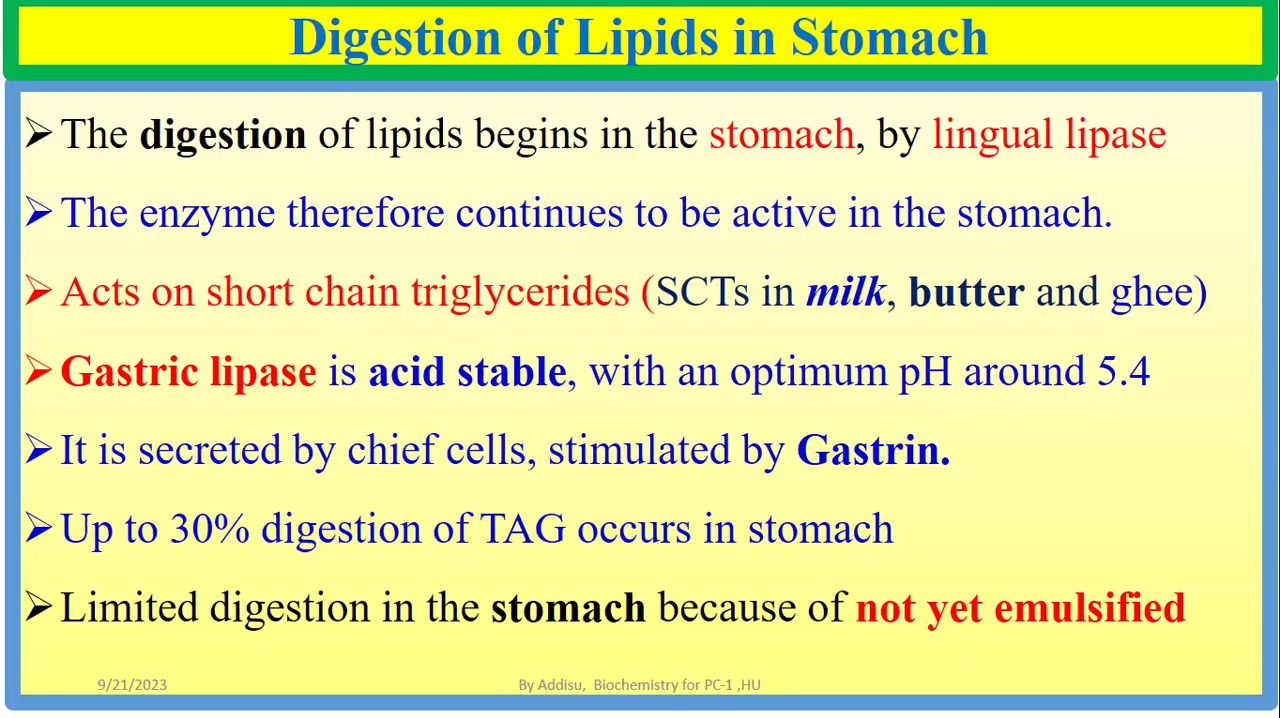 Digestion of Lipids in Stomach
➢The digestion of lipids begins in the stomach, by lingual lipase
➢The enzyme therefore continues to be active in the stomach.
➢Acts on short chain triglycerides (SCTs in milk, butter and ghee)
➢Gastric lipase is acid stable, with an optimum pH around 5.4
➢It is secreted by chief cells, stimulated by Gastrin.
➢Up to 30% digestion of TAG occurs in stomach
➢Limited digestion in the stomach because of not yet emulsified
9/21/2023 By Addisu, Biochemistry for PC-1 ,HU